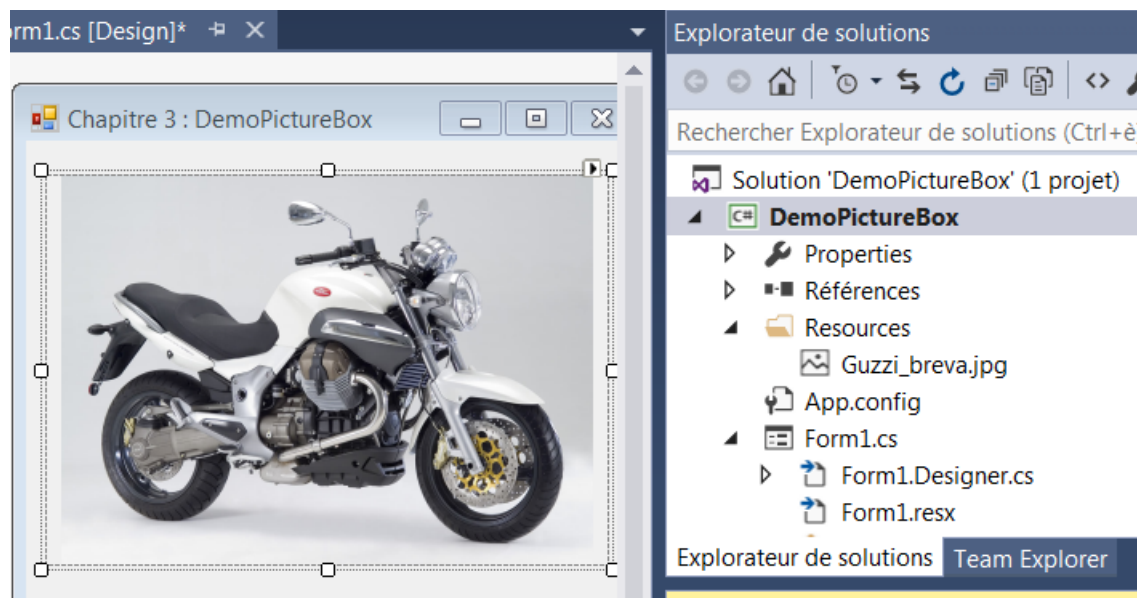 rm1.cs [Design]*
Chapitre 3 : DemoPictureBox
Explorateur de solutions
Rechercher Explorateur de solutions (Ctrl+è)
Solution 'DemoPictureBox' (1 projet)
C# DemoPictureBox
Properties
Références
Resources
Guzzi_breva.jpg
App.config
Form1.cs
Form1.Designer.cs
Form1.resx
Explorateur de solutions Team Explorer